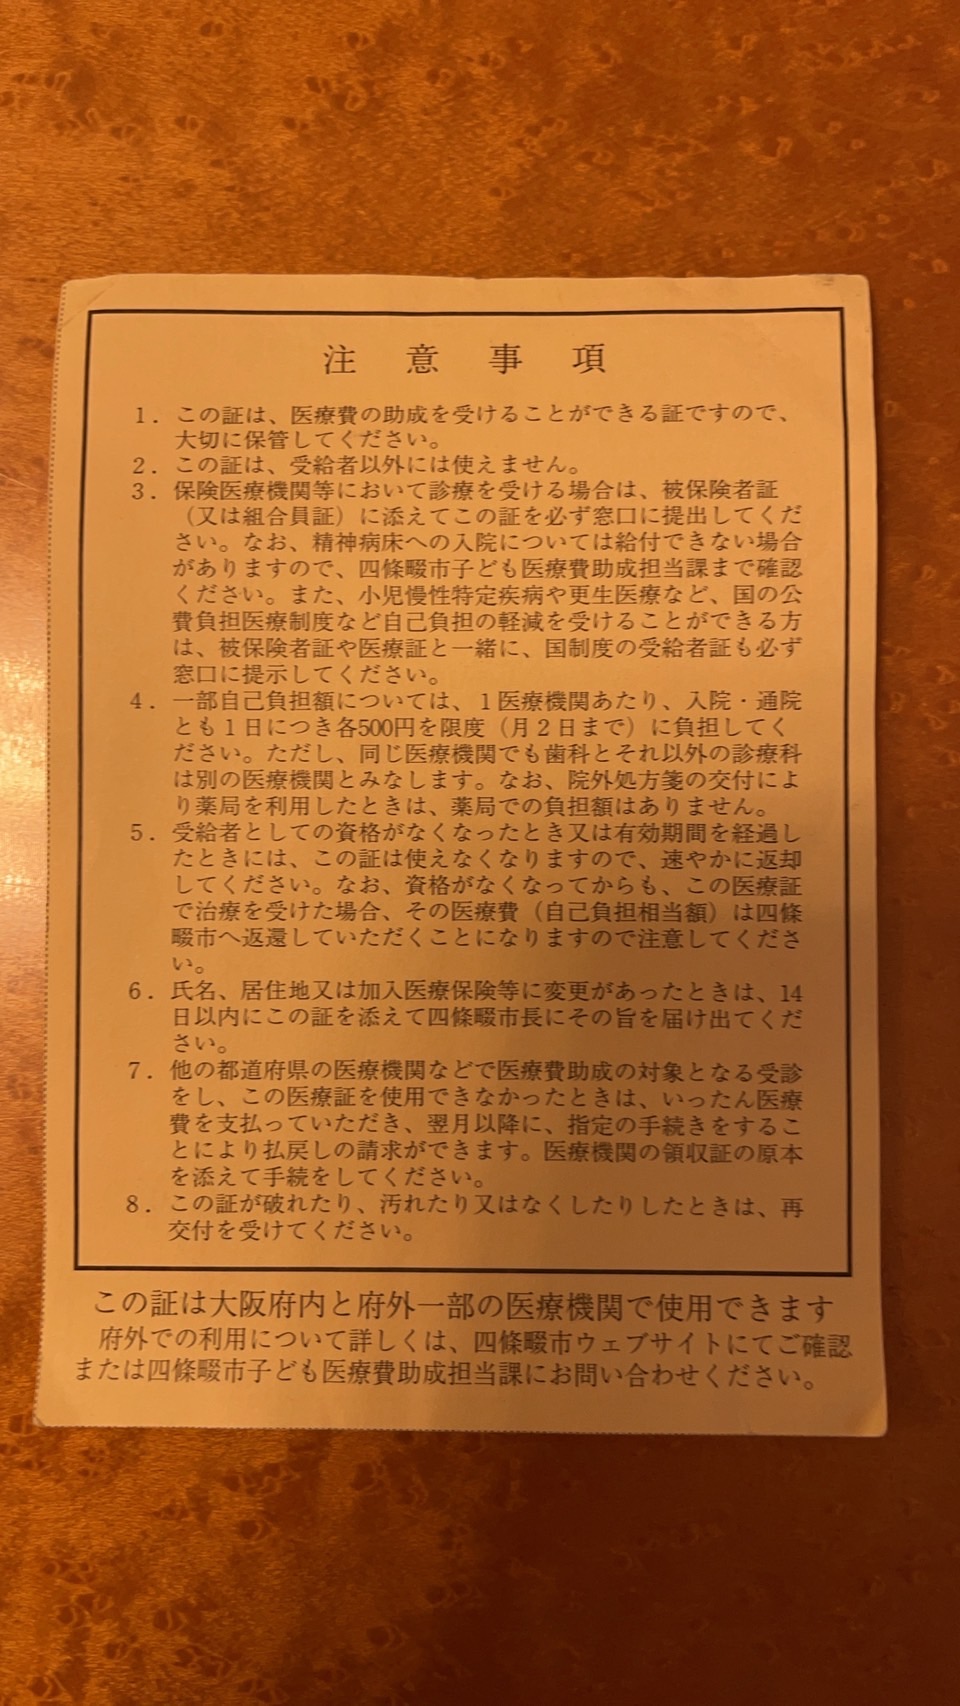 注意事項
1．この証は、医療費の助成を受けることができる証ですので、
大切に保管してください。
2．この証は、受給者以外には使えません。
3．保険医療機関等において診療を受ける場合は、被保険者証
（又は組合員証）に添えてこの証を必ず窓口に提出してくだ
さい。なお、精神病床への入院については給付できない場合
がありますので、四條畷市子ども医療費助成担当課まで確認
ください。また、小児慢性特定疾病や更生医療など、国の公
費負担医療制度など自己負担の軽減を受けることができる方
は、被保険者証や医療証と一緒に、国制度の受給者証も必ず
窓口に提示してください。
4．一部自己負担額については、1医療機関あたり、入院・通院
とも1日につき各500円を限度（月2日まで）に負担してく
ださい。ただし、同じ医療機関でも歯科とそれ以外の診療科
は別の医療機関とみなします。なお、院外処方箋の交付によ
り薬局を利用したときは、薬局での負担額はありません。
5．受給者としての資格がなくなったとき又は有効期間を経過し
たときには、この証は使えなくなりますので、速やかに返却
してください。なお、資格がなくなってからも、この医療証
で治療を受けた場合、その医療費（自己負担相当額）は四條
畷市へ返還していただくことになりますので注意してくださ
い。
6．氏名、居住地又は加入医療保険等に変更があったときは、14
日以内にこの証を添えて四條畷市長にその旨を届け出てくだ
さい。
7．他の都道府県の医療機関などで医療費助成の対象となる受診
をし、この医療証を使用できなかったときは、いったん医療
費を支払っていただき、翌月以降に、指定の手続きをするこ
とにより払戻しの請求ができます。医療機関の領収証の原本
を添えて手続をしてください。
8．この証が破れたり、汚れたり又はなくしたりしたときは、再
交付を受けてください。
この証は大阪府内と府外一部の医療機関で使用できます
府外での利用について詳しくは、四條畷市ウェブサイトにてご確認
または四條畷市子ども医療費助成担当課にお問い合わせください。